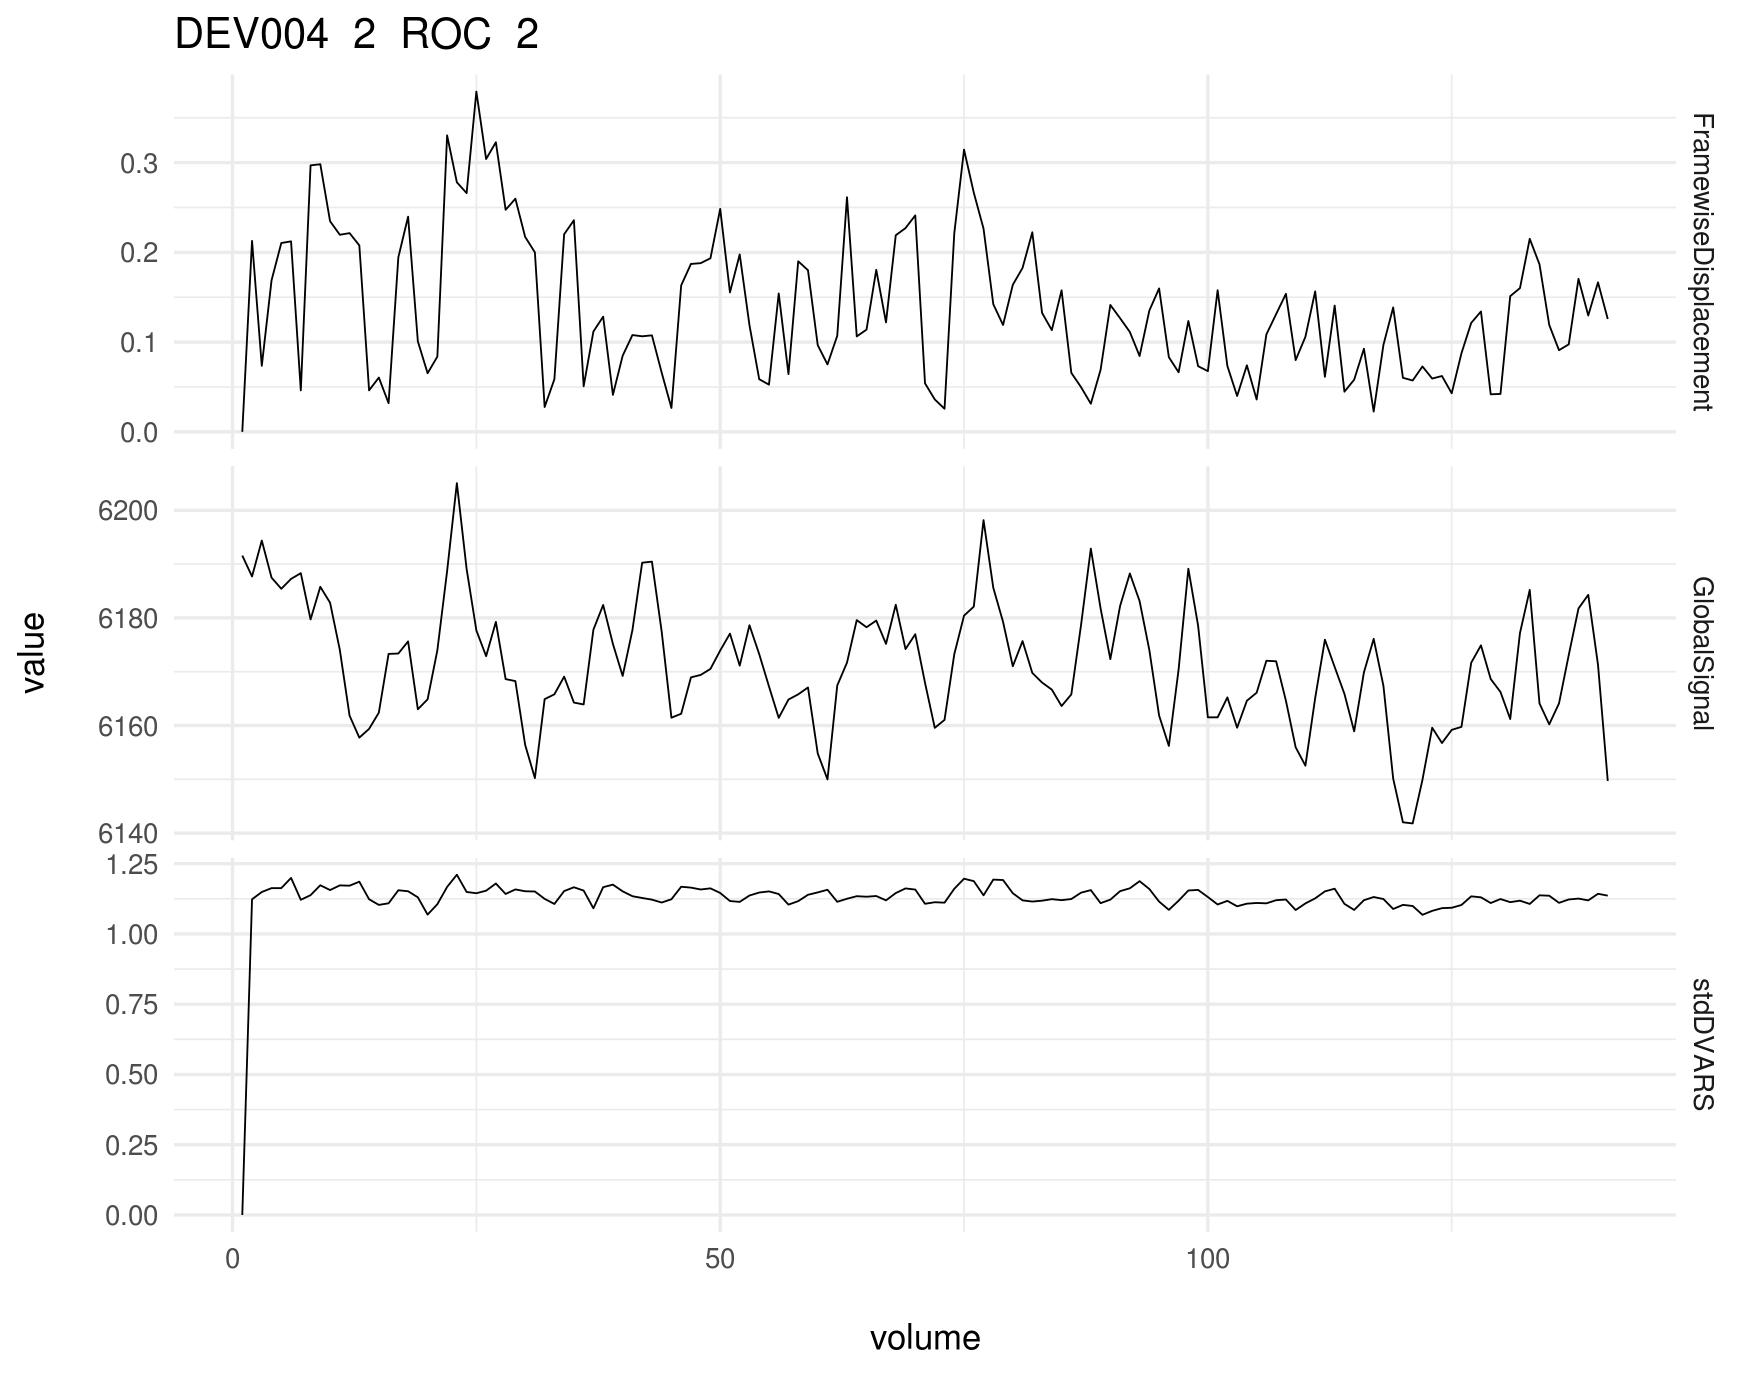 DEV004  2  ROC  2
0.3
0.2
0.1
0.0
FramewiseDisplacement
6200
6180
6160
6140
GlobalSignal
value
1.25
1.00
0.75
0.50
0.25
0.00
stdDVARS
0 50 100
volume